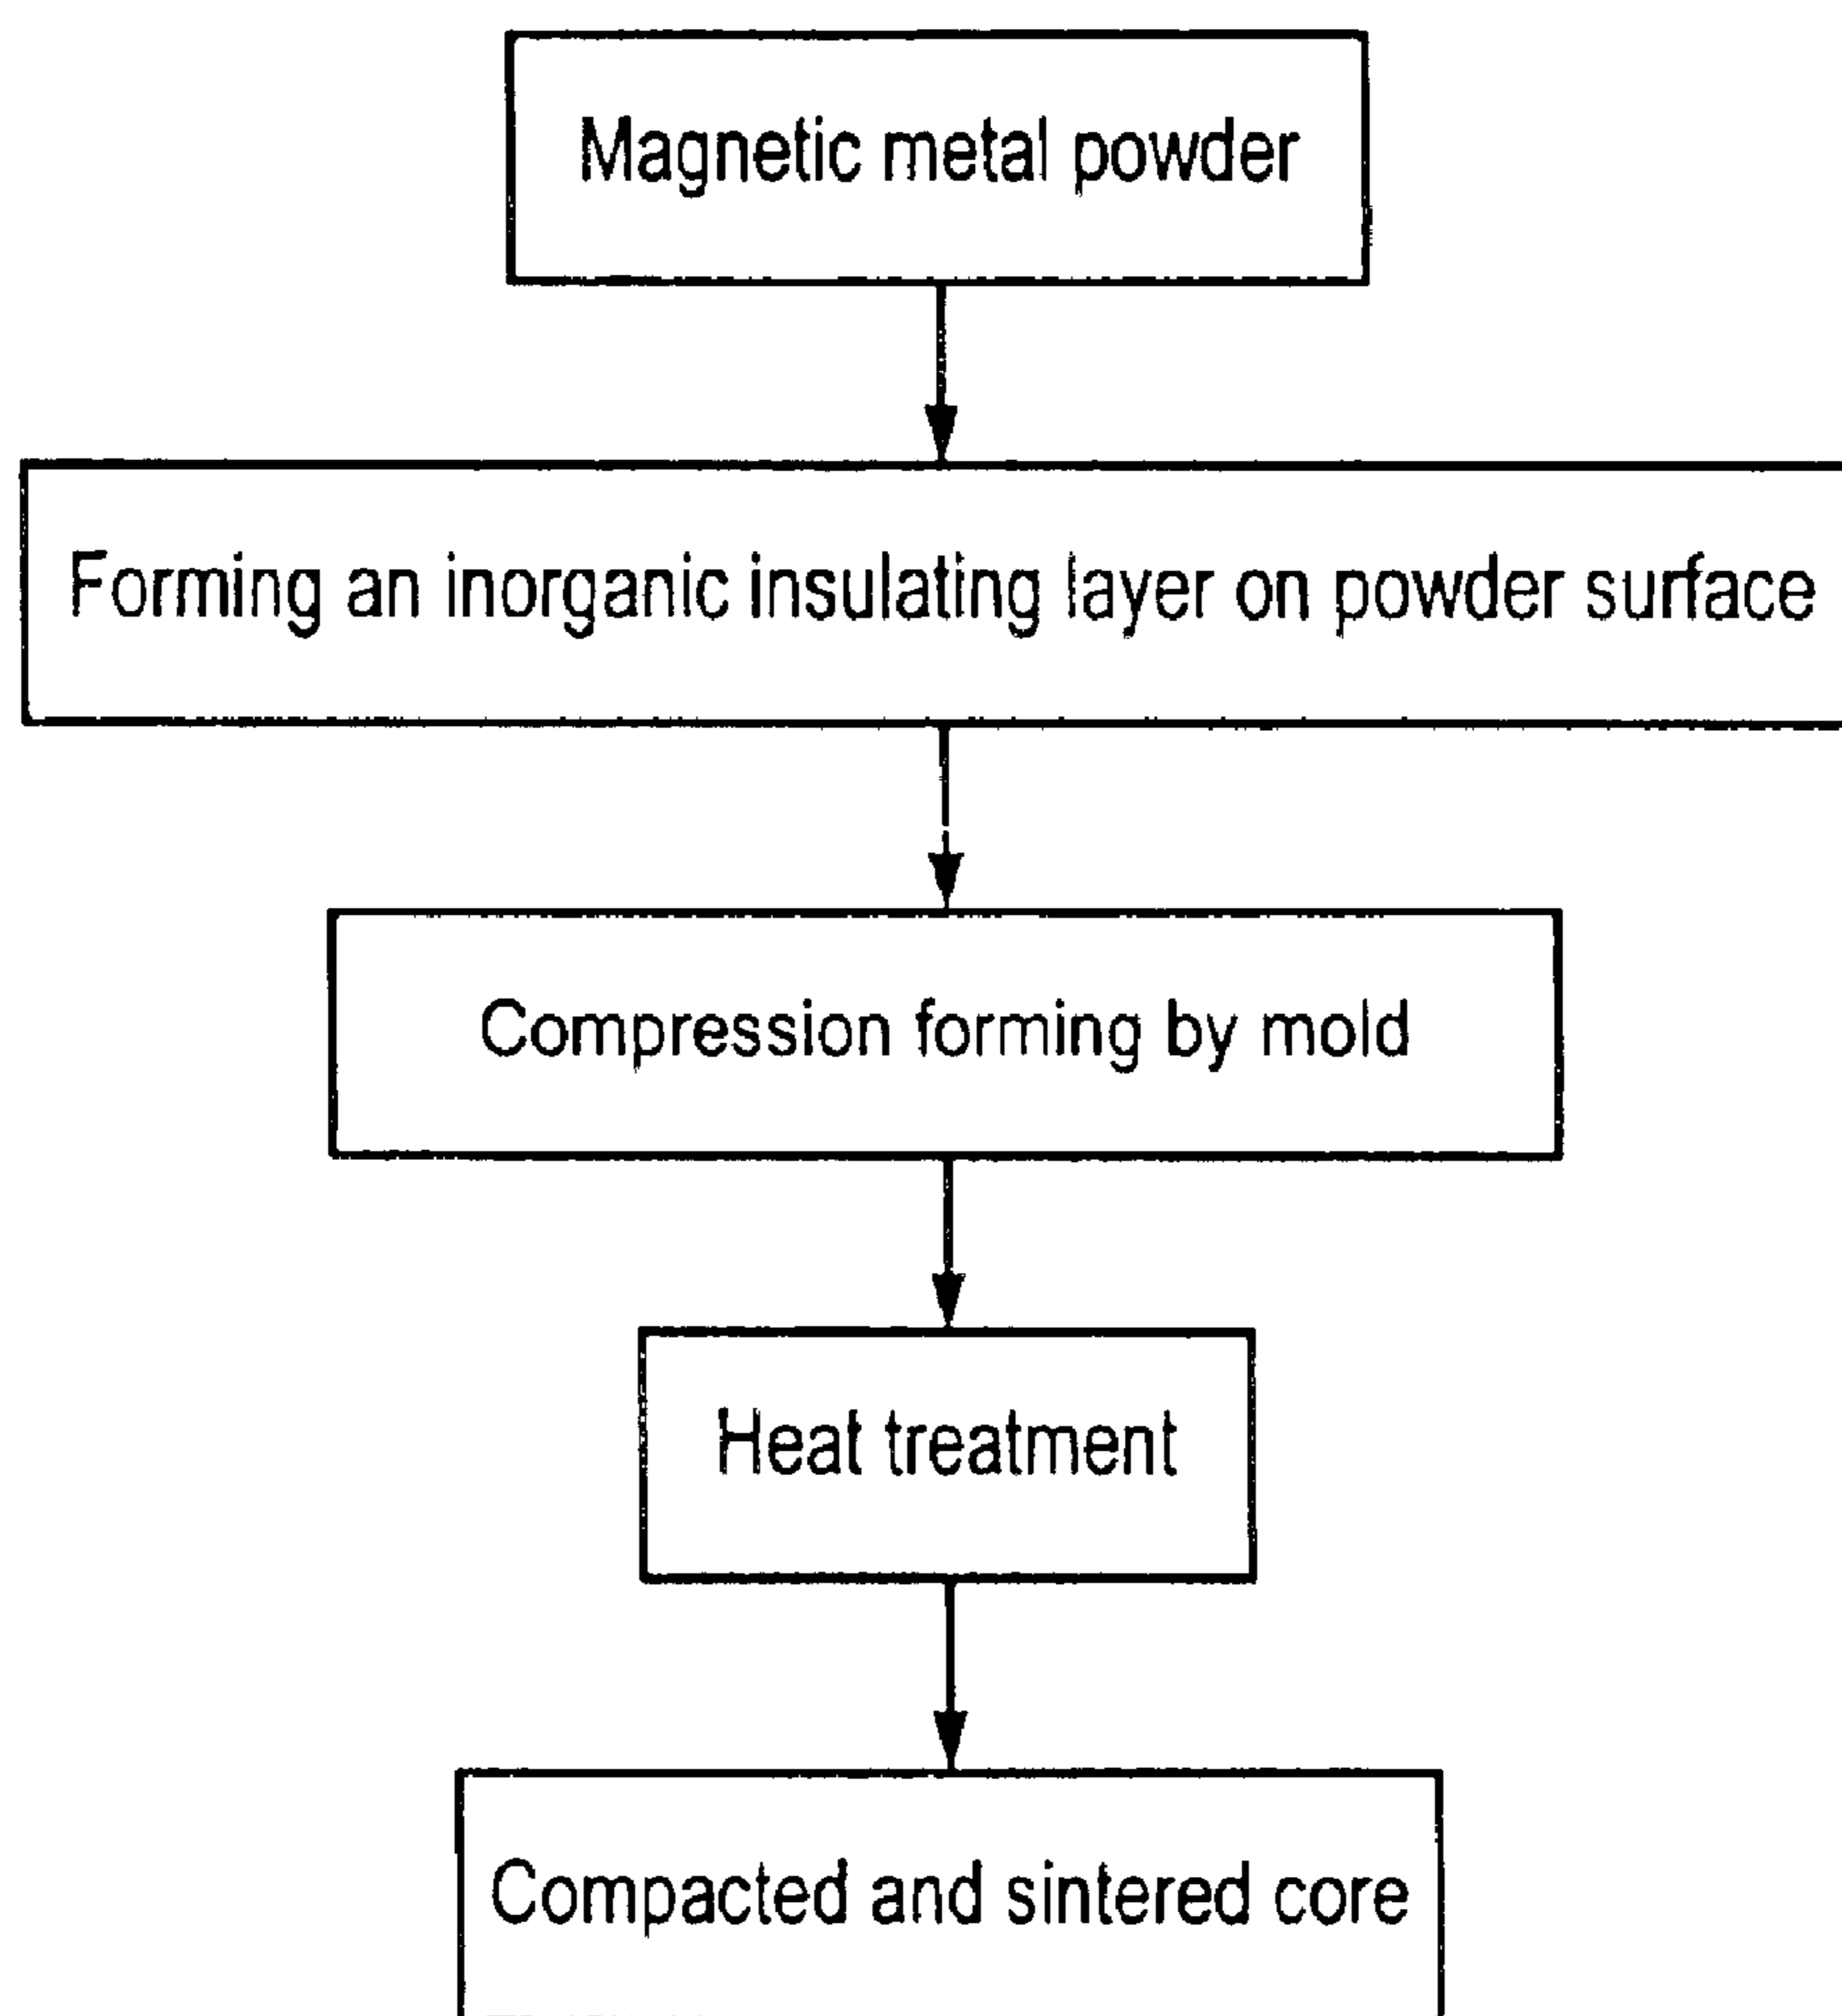 Magnetic metal powder
Forming an inorganic insulating layer on powder surface
Compression forming by mold
Heat treatment
Compacted and sintered core